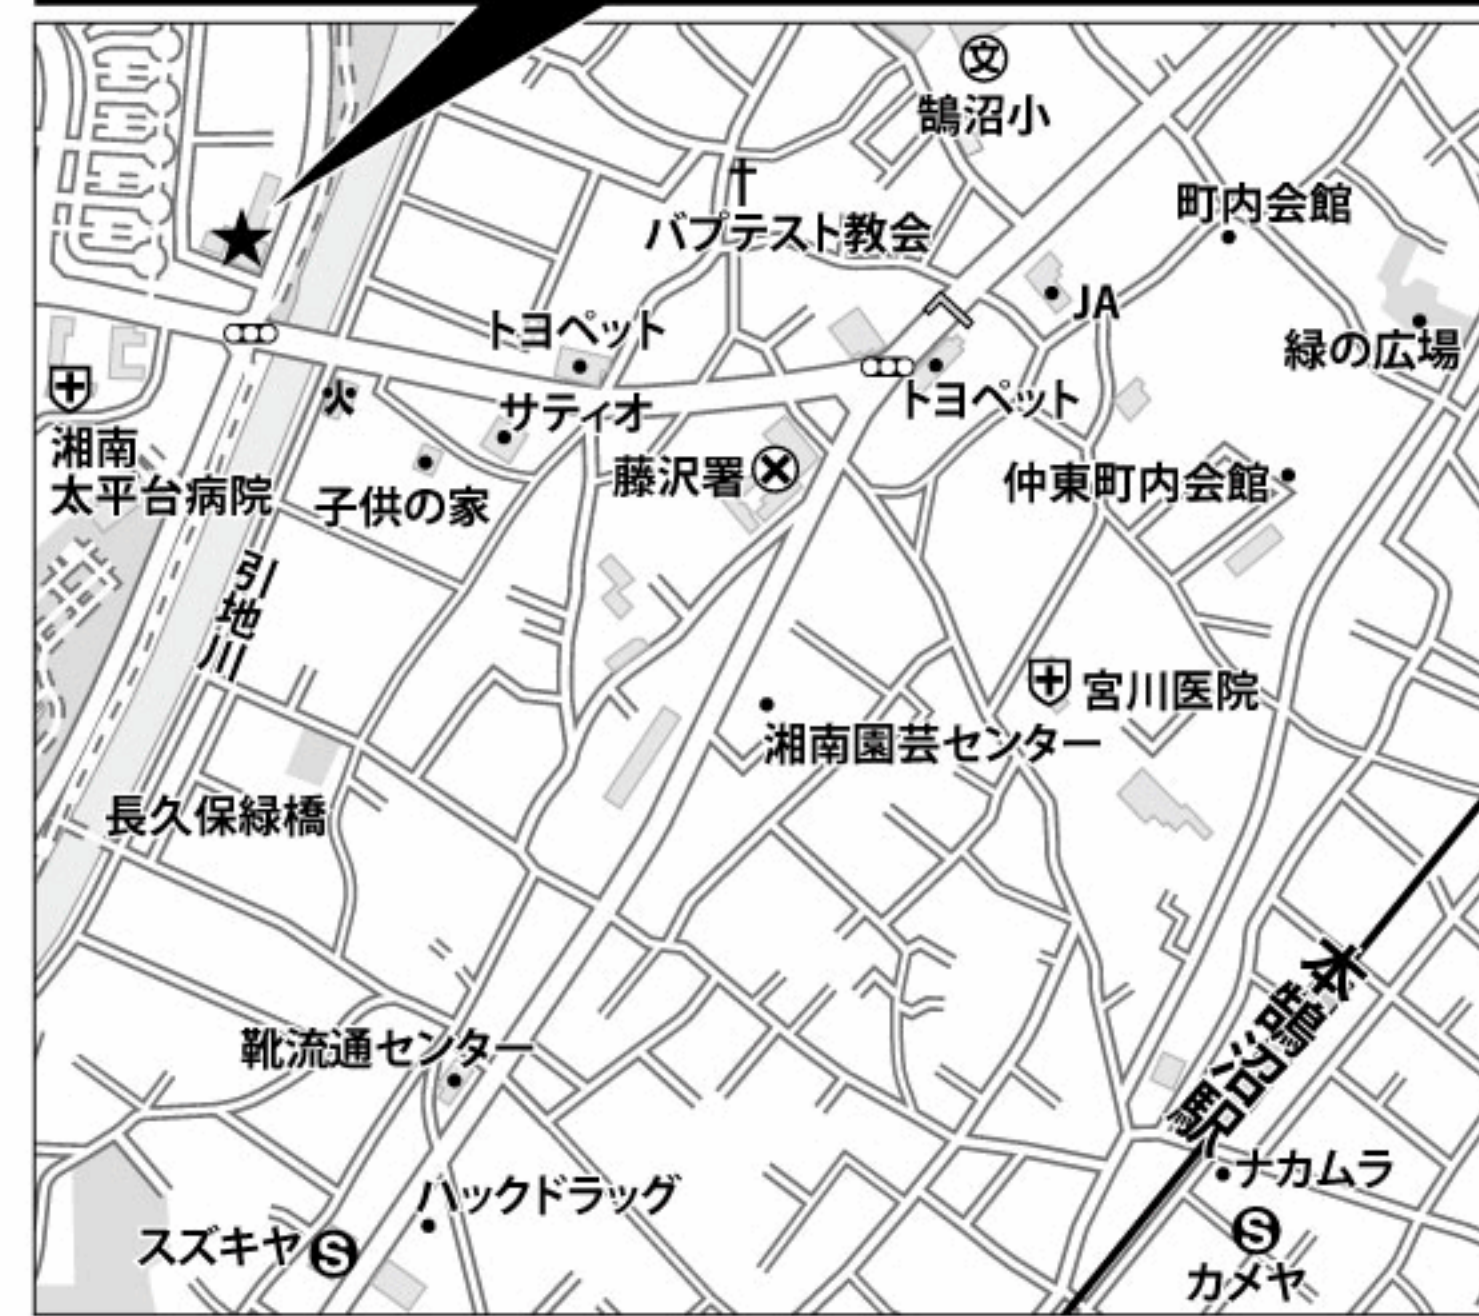 文
鵠沼小
町内会館
バプテスト教会
JA
トヨペット
緑の広場
トヨペット
火
サティオ
湘南
太平台病院
藤沢署
仲東町内会館
子供の家
引地川
宮川医院
湘南園芸センター
長久保緑橋
本鵠沼駅
靴流通センター
ナカムラ
ハックドラッグ
スズキヤ S
S
カメヤ